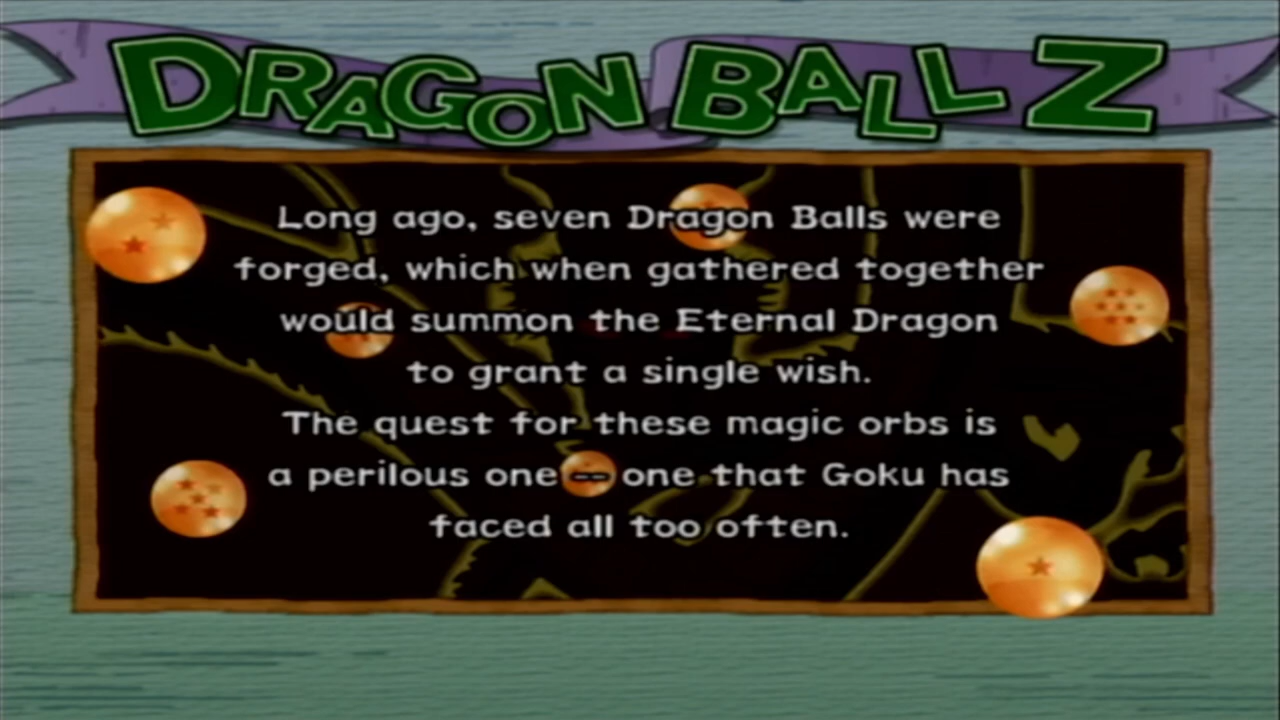 DRAGON BALL Z
Long ago, seven Dragon Balls were
forged, which when gathered together
would summon the Eternal Dragon
to grant a single wish.
The quest for these magic orbs is
a perilous one -- one that Goku has
faced all too often.